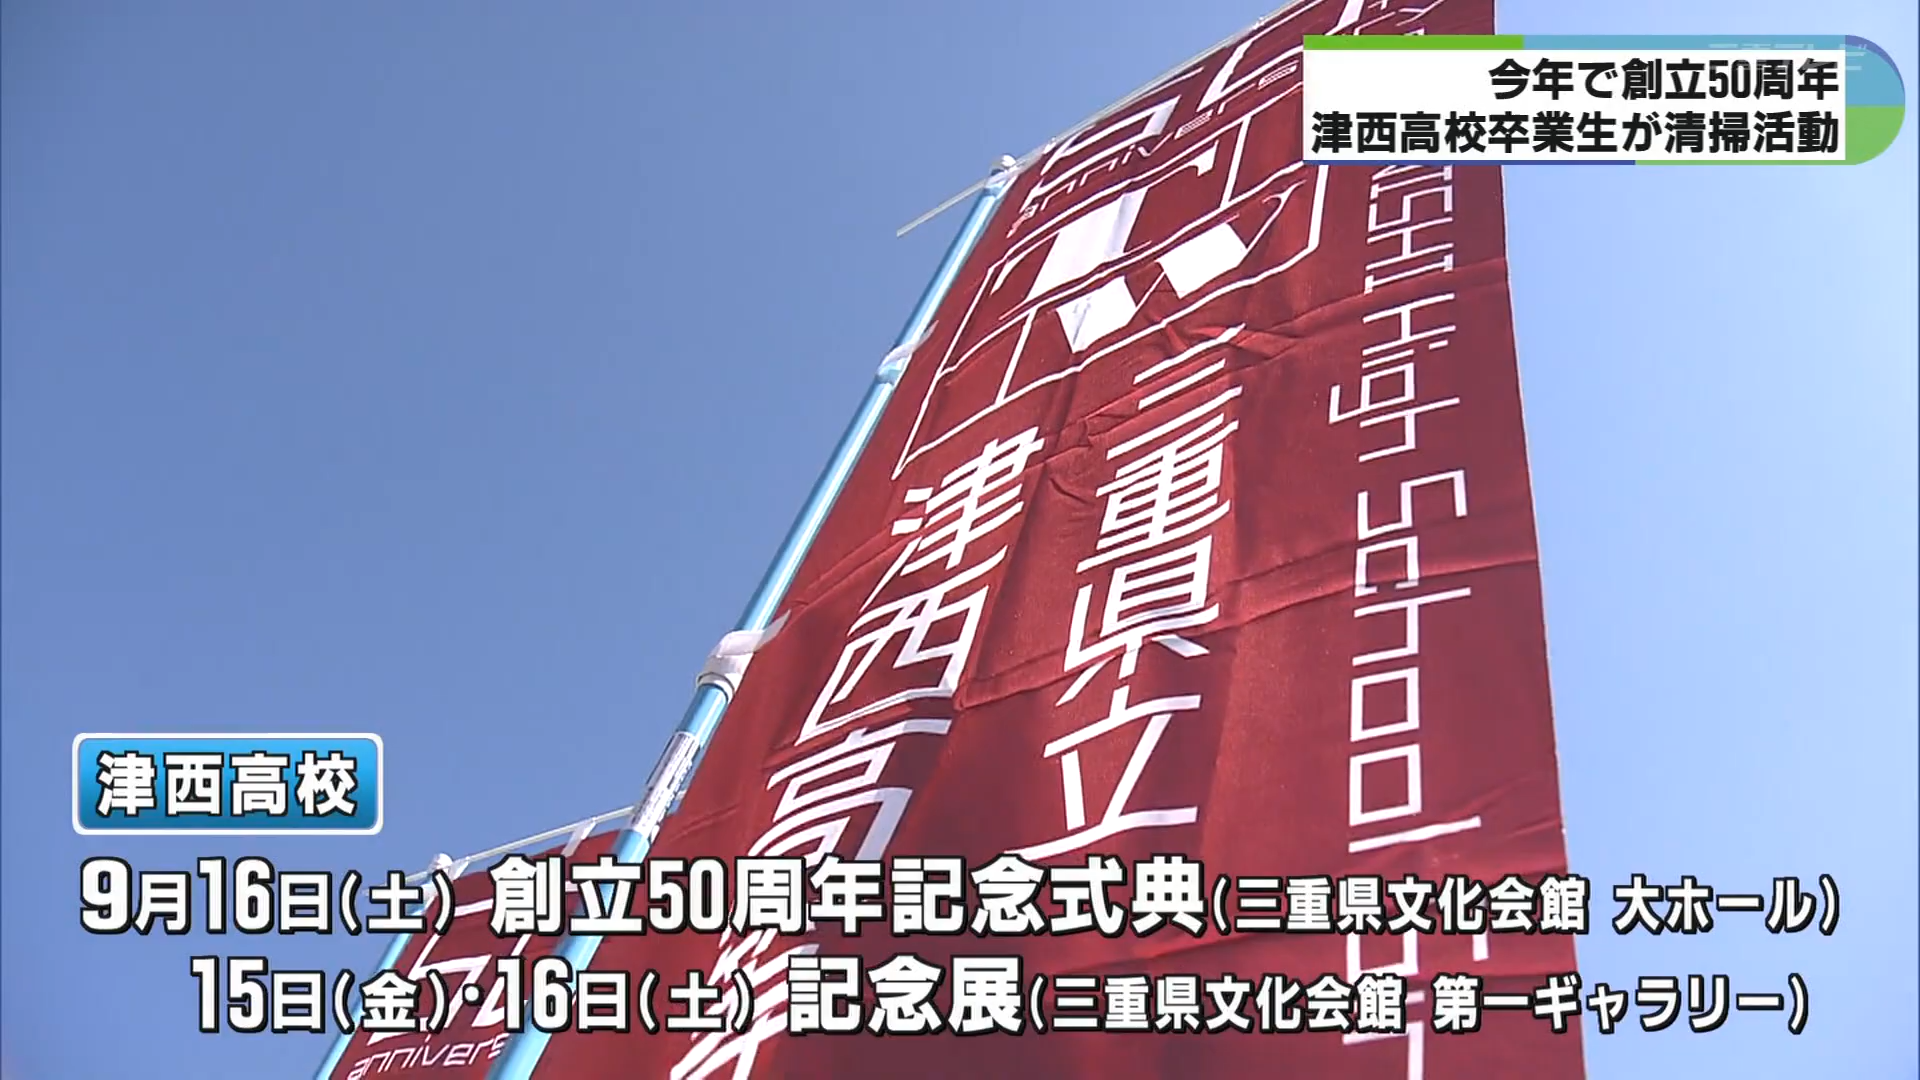 今年で創立50周年
津西高校卒業生が清掃活動
三重県立
津西高
High School
津西高校
9月16日(土) 創立50周年記念式典(三重県文化会館 大ホール)
15日(金)・16日(土) 記念展(三重県文化会館 第一ギャラリー)